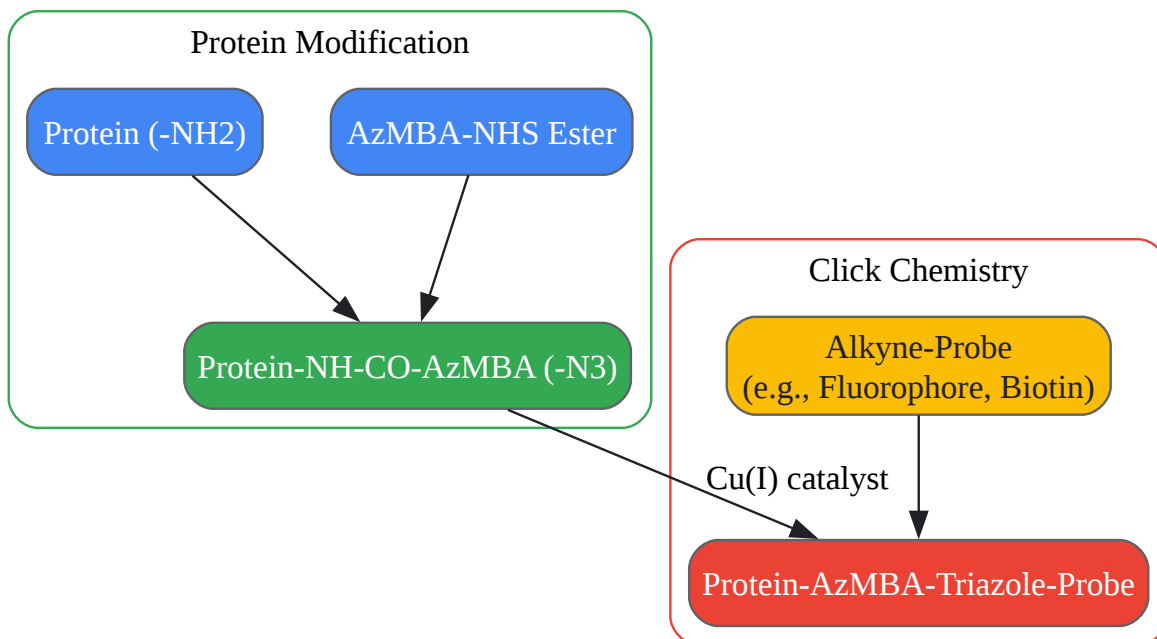 Protein Modification
Protein (-NH2)
AzMBA-NHS Ester
Protein-NH-CO-AzMBA (-N3)
Click Chemistry
Alkyne-Probe
(e.g., Fluorophore, Biotin)
Cu(I) catalyst
Protein-AzMBA-Triazole-Probe